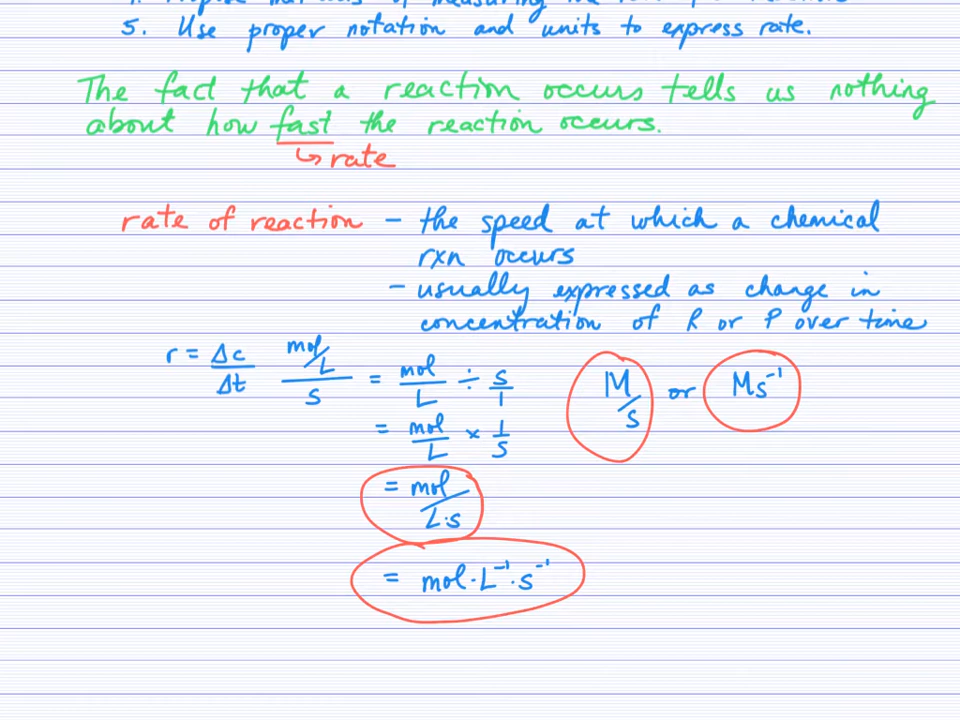 of measuring the
5. Use proper notation and units to express rate.
The fact that a reaction occurs tells us nothing
about how fast the reaction occurs.
↳ rate
rate of reaction - the speed at which a chemical
rxn occurs
- usually expressed as change in
concentration of R or P over time
r = Δc/Δt (mol/L)/s = mol/L ÷ s/1 M/s or Ms⁻¹
= mol/L × 1/s
= mol/L·s
= mol·L⁻¹·s⁻¹